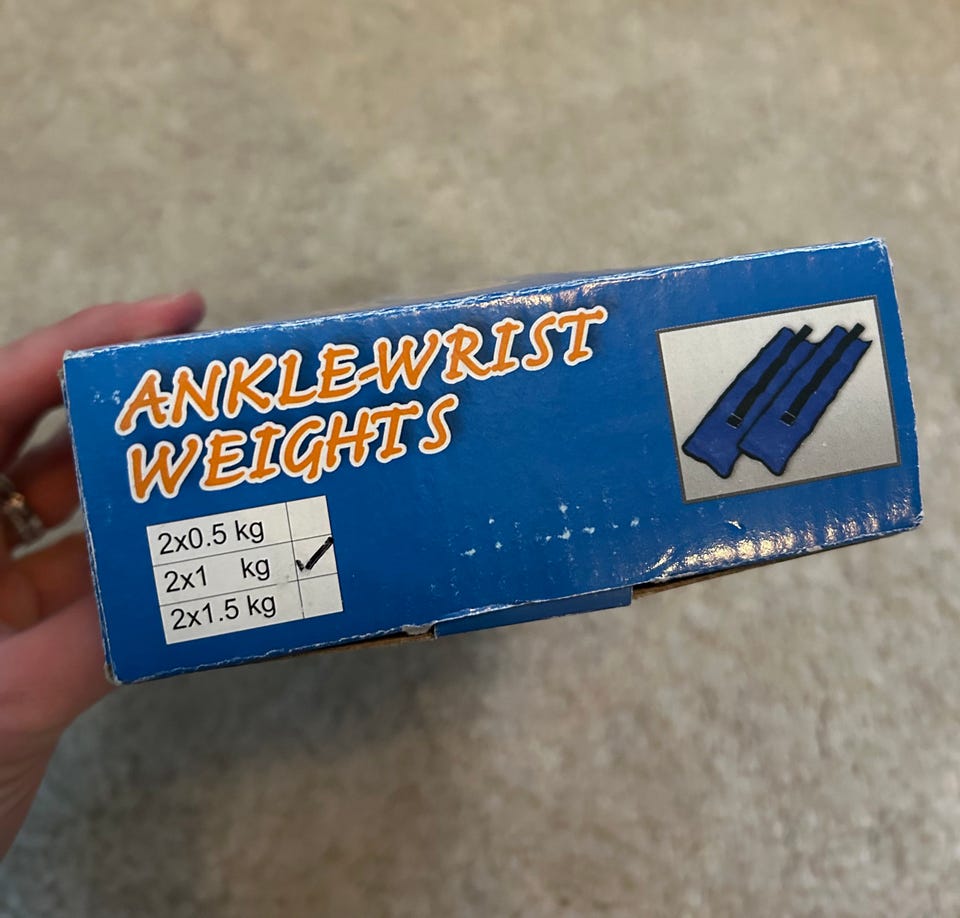 ANKLE-WRIST
WEIGHTS
2x0.5 kg
2x1 kg
2x1.5 kg